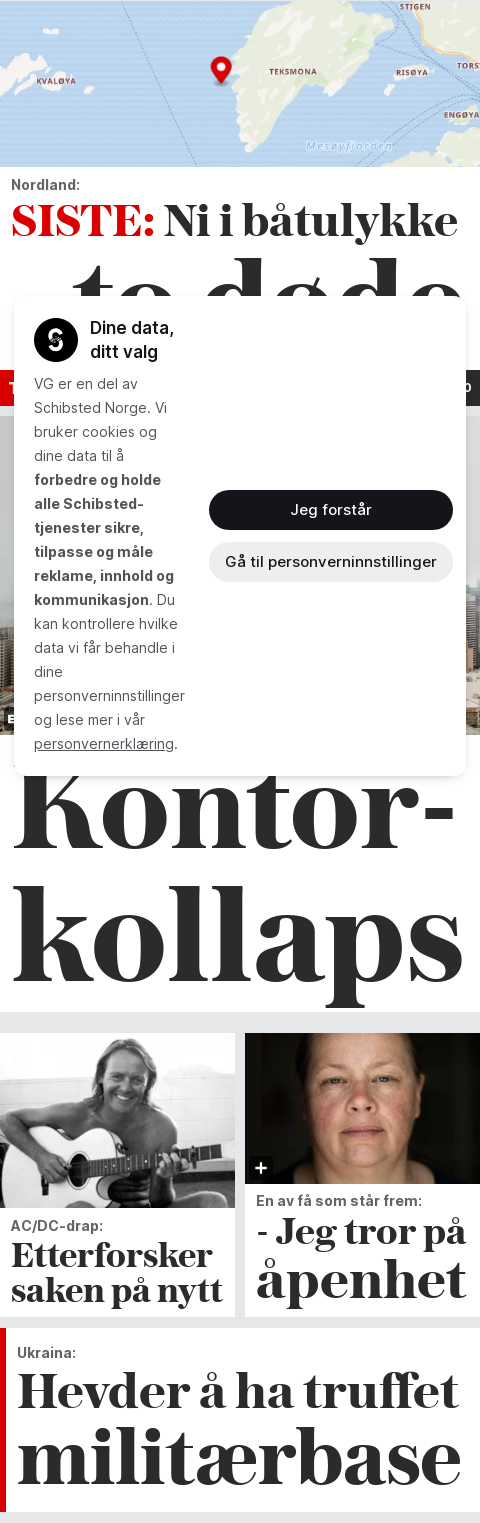 STIGEN
TEKSMONA
RISØYA
KVALØYA
ENGØYA
Mesøyfjorden
Nordland:
SISTE: Ni i båtulykke
Dine data,
ditt valg
VG er en del av
Schibsted Norge. Vi
bruker cookies og
dine data til å
forbedre og holde
alle Schibsted-
tjenester sikre,
tilpasse og måle
reklame, innhold og
kommunikasjon. Du
kan kontrollere hvilke
data vi får behandle i
dine
personverninnstillinger
og lese mer i vår
personvernerklæring.
Jeg forstår
Gå til personverninnstillinger
Kontor-
kollaps
AC/DC-drap:
Etterforsker
saken på nytt
En av få som står frem:
- Jeg tror på
åpenhet
Ukraina:
Hevder å ha truffet
militærbase